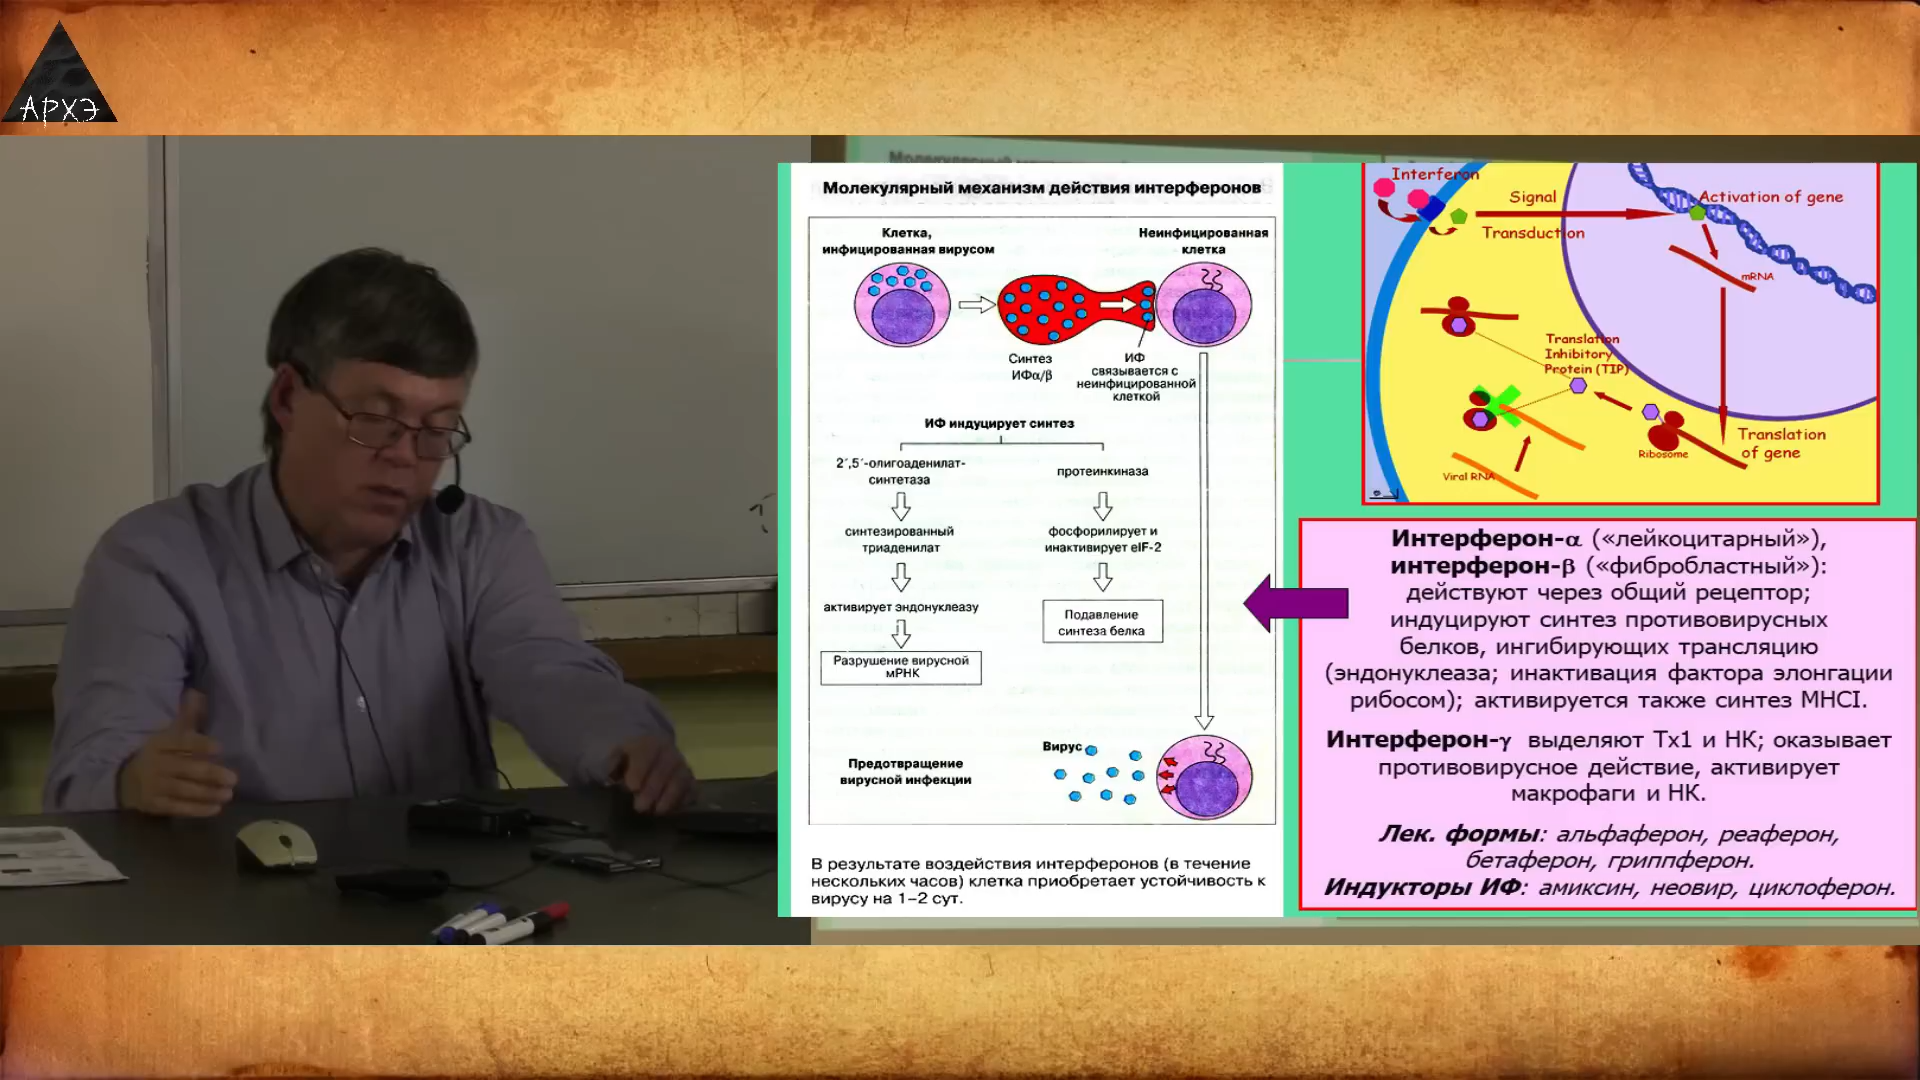 АРХЭ
Молекулярный механизм действия интерферонов
Клетка,
инфицированная вирусом
Неинфицированная
клетка
Синтез
ИФα/β
ИФ
связывается с
неинфицированной
клеткой
ИФ индуцирует синтез
2′,5′-олигоаденилат-
синтетаза
протеинкиназа
синтезированный
триаденилат
фосфорилирует и
инактивирует eIF-2
активирует эндонуклеазу
Подавление
синтеза белка
Разрушение вирусной
мРНК
Вирус
Предотвращение
вирусной инфекции
В результате воздействия интерферонов (в течение
нескольких часов) клетка приобретает устойчивость к
вирусу на 1–2 сут.
Interferon
Signal
Transduction
Activation of gene
mRNA
Translation
Inhibitory
Protein (TIP)
Ribosome
Translation
of gene
Viral RNA
Интерферон-α («лейкоцитарный»),
интерферон-β («фибробластный»):
действуют через общий рецептор;
индуцируют синтез противовирусных
белков, ингибирующих трансляцию
(эндонуклеаза; инактивация фактора элонгации
рибосом); активируется также синтез MHCI.
Интерферон-γ выделяют Тх1 и НК; оказывает
противовирусное действие, активирует
макрофаги и НК.
Лек. формы: альфаферон, реаферон,
бетаферон, гриппферон.
Индукторы ИФ: амиксин, неовир, циклоферон.